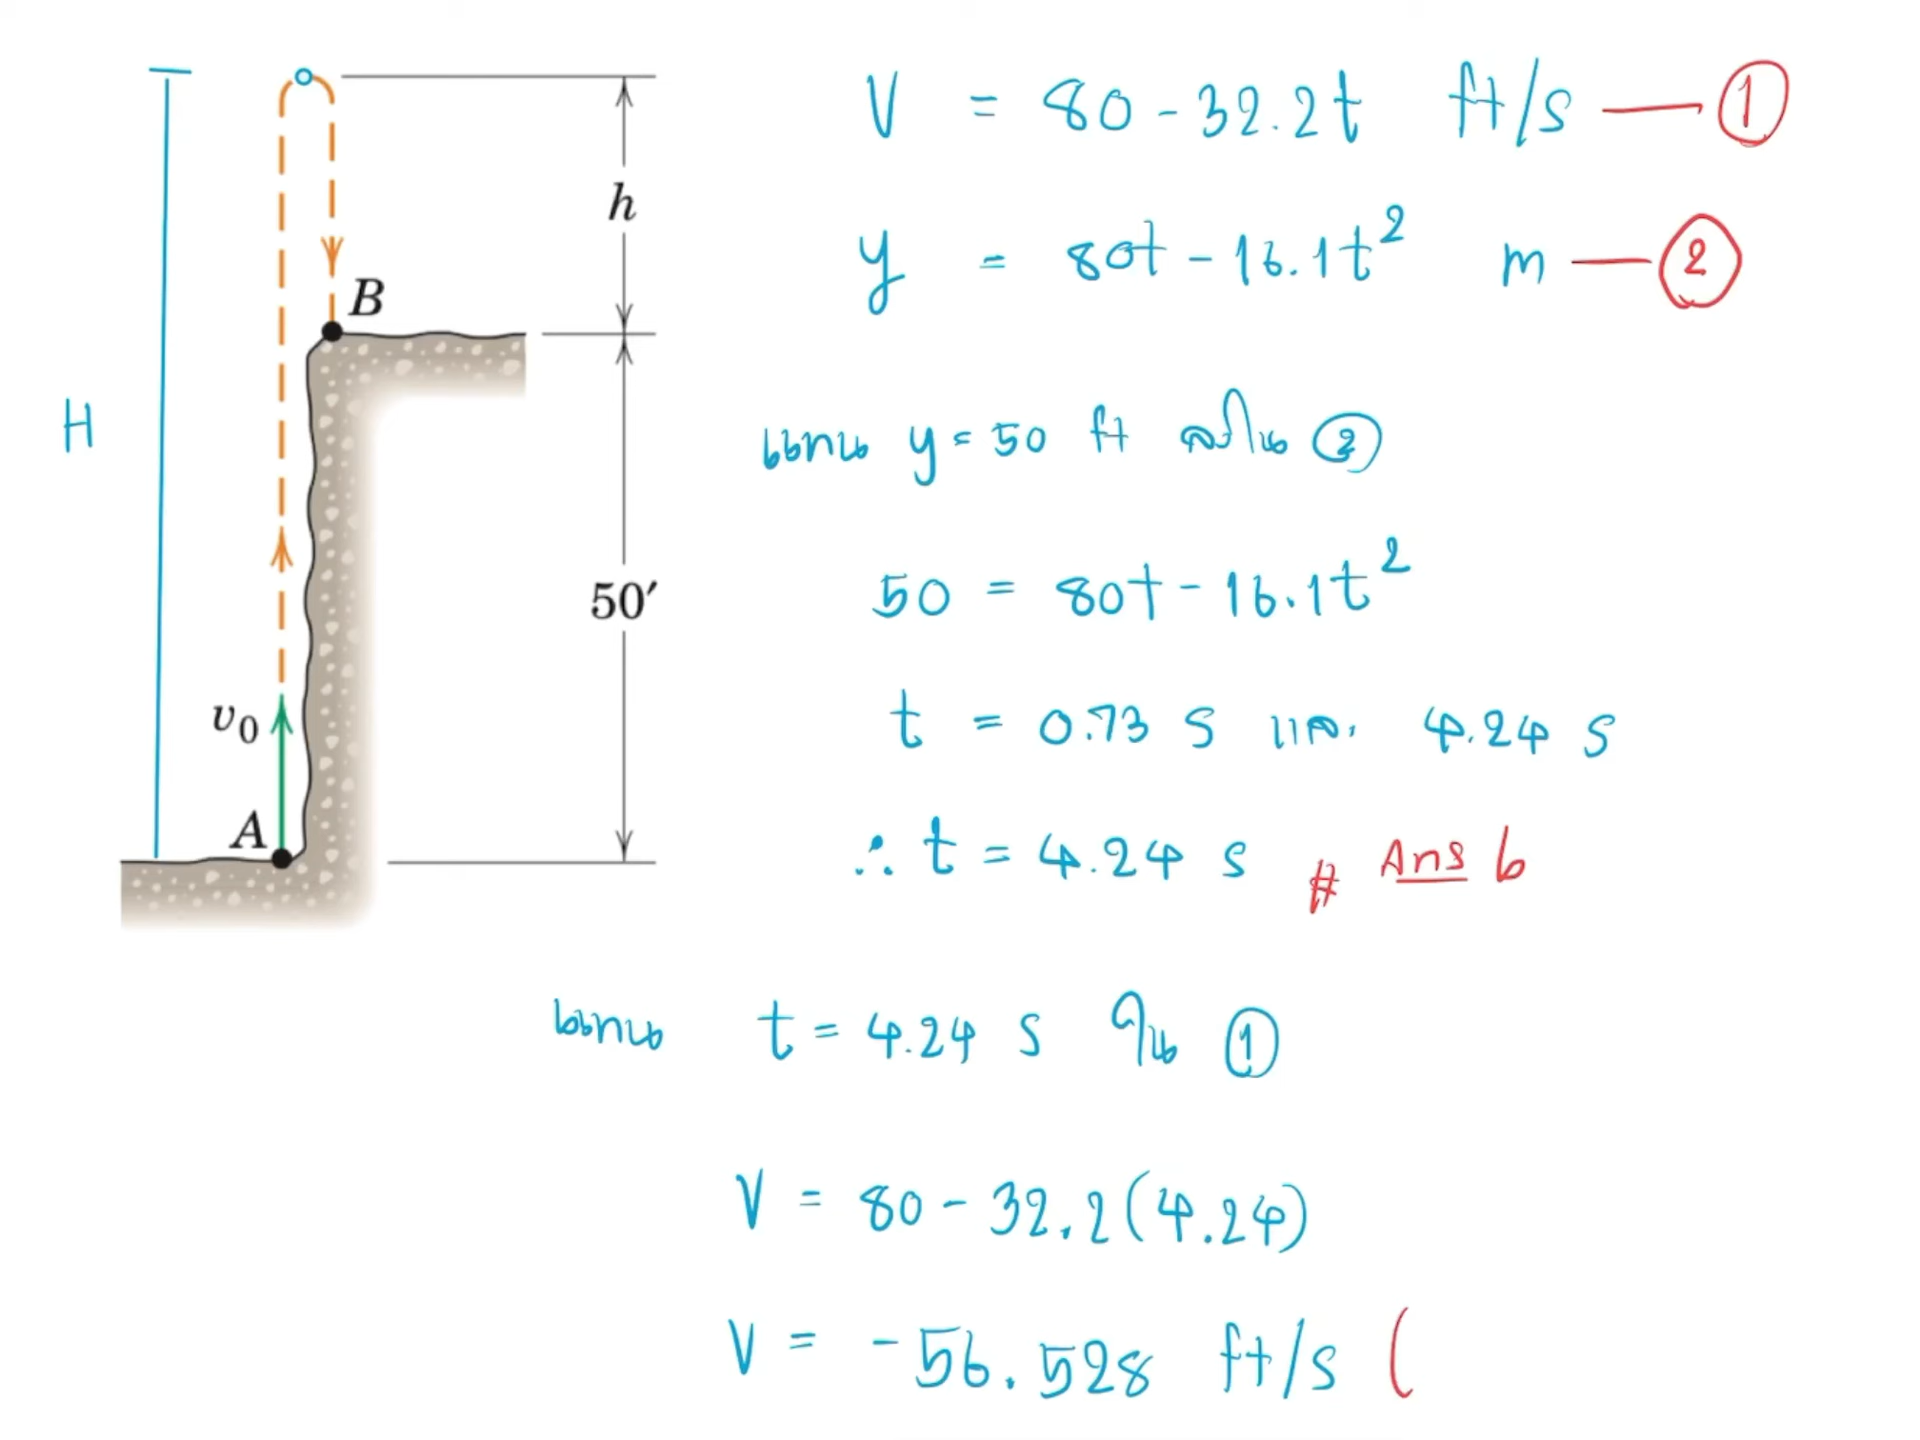 V = 80 - 32.2t ft/s — ①
y = 80t - 16.1t² m — ②
h
B
H
แทน y = 50 ft ลงใน ②
50 = 80t - 16.1t²
50′
t = 0.73 s และ 4.24 s
v₀
A
∴ t = 4.24 s # Ans b
แทน t = 4.24 s ใน ①
V = 80 - 32.2(4.24)
V = -56.528 ft/s (